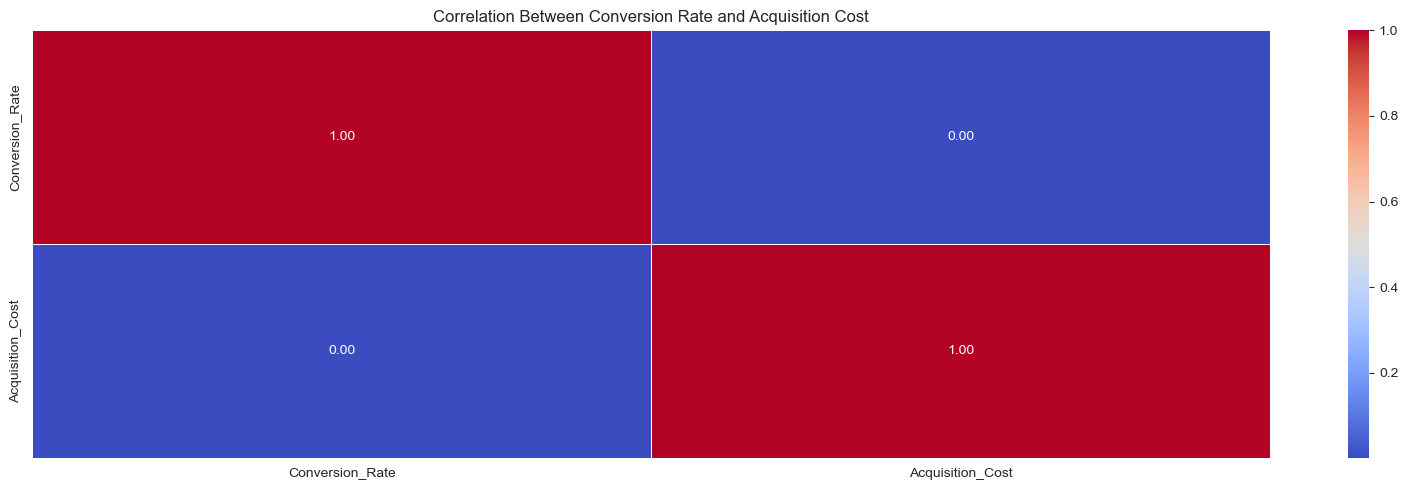 Correlation Between Conversion Rate and Acquisition Cost
Conversion_Rate
1.00
0.00
Acquisition_Cost
0.00
1.00
Conversion_Rate
Acquisition_Cost
1.0
0.8
0.6
0.4
0.2